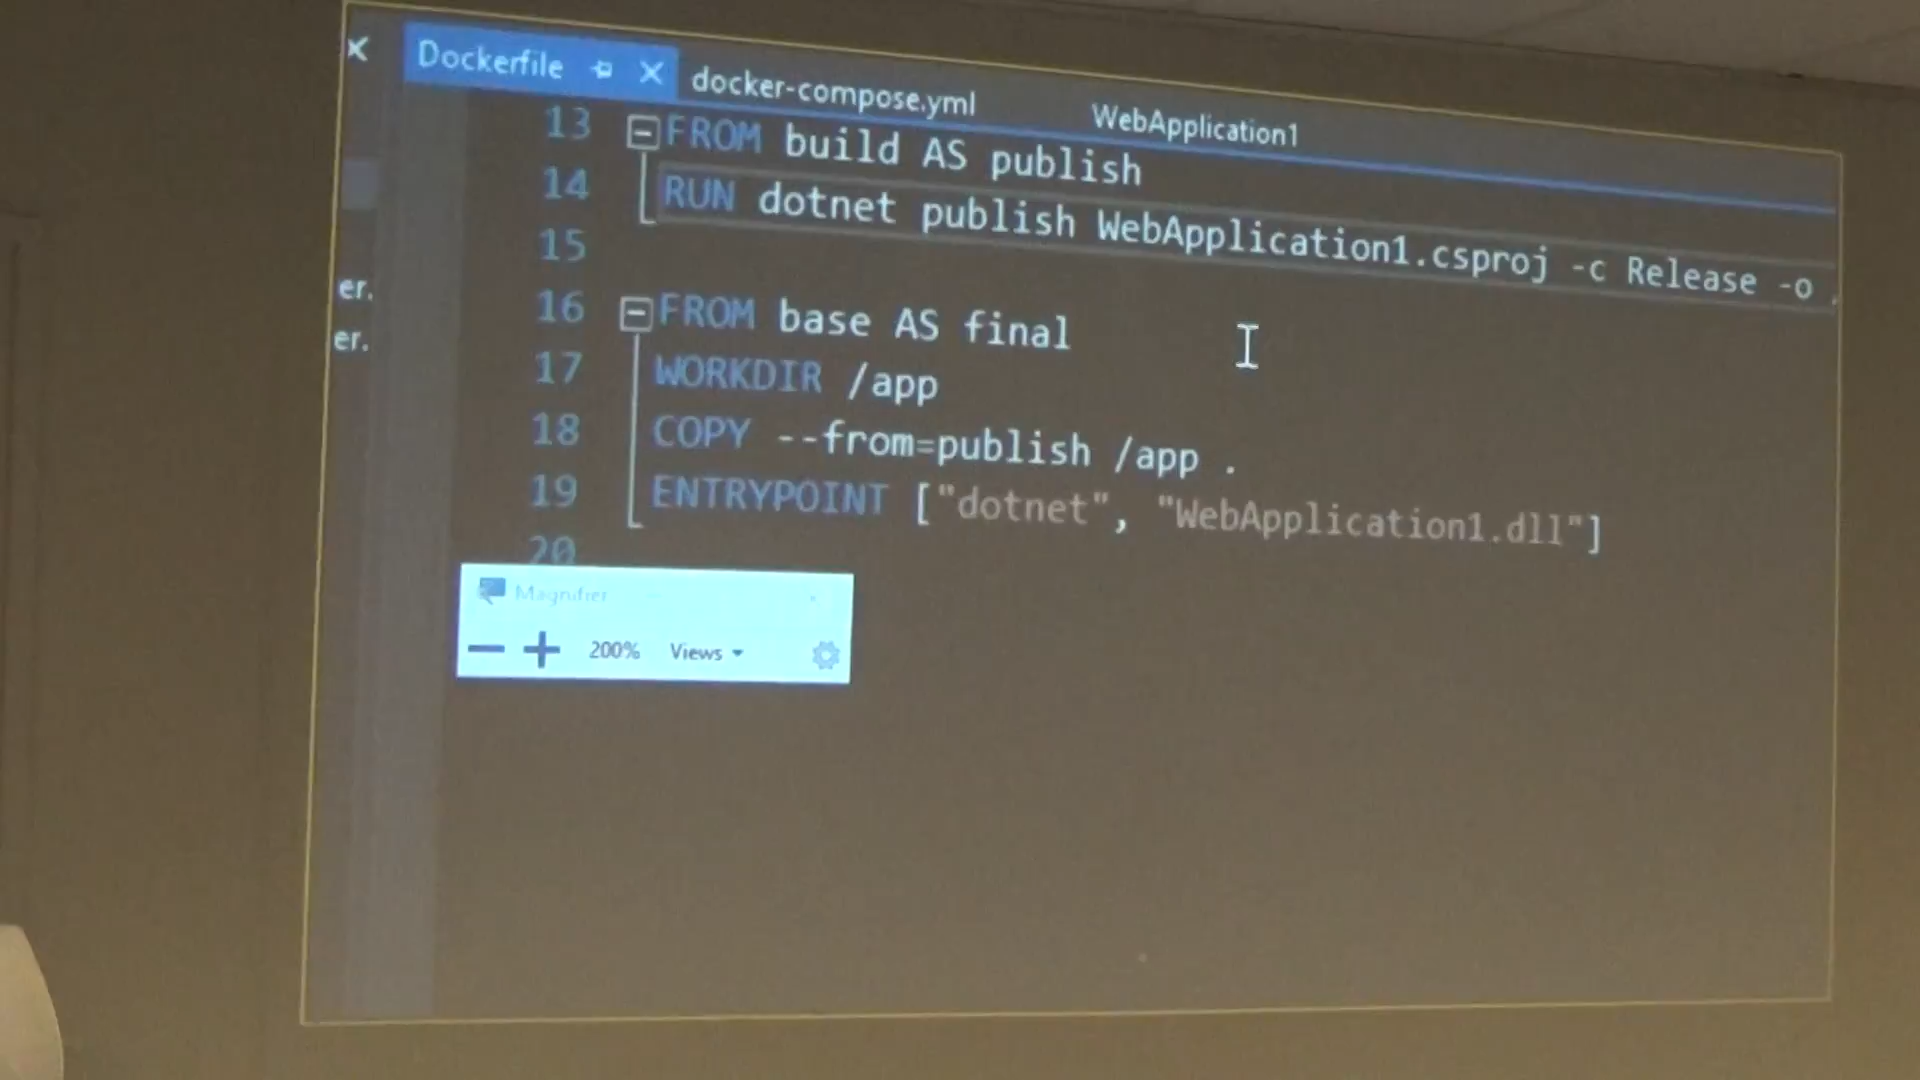 Dockerfile docker-compose.yml WebApplication1
13 FROM build AS publish
14 RUN dotnet publish WebApplication1.csproj -c Release -o
15
16 FROM base AS final
17 WORKDIR /app
18 COPY --from=publish /app .
19 ENTRYPOINT ["dotnet", "WebApplication1.dll"]
20
er.
er.
Magnifier
200% Views